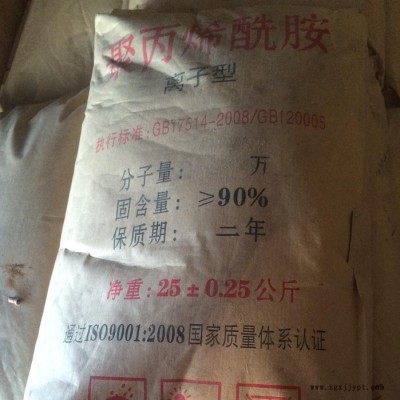 聚丙烯酰胺
离子型
执行标准:GB17514-2008/GB120005
分子量: 万
固含量: ≥90%
保质期: 二年
净重:25±0.25公斤
通过ISO9001:2008国家质量体系认证